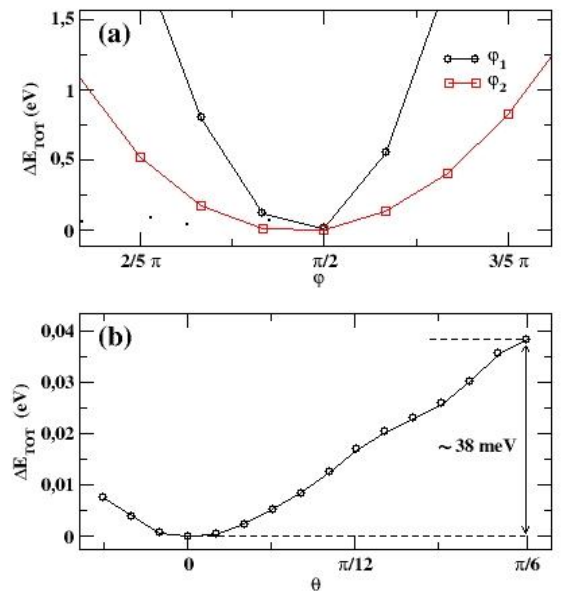 (a)
1,5
1
0,5
0
ΔE_TOT (eV)
φ₁
φ₂
2/5 π
π/2
3/5 π
φ
(b)
0,04
0,03
0,02
0,01
0
ΔE_TOT (eV)
~ 38 meV
0
π/12
π/6
θ